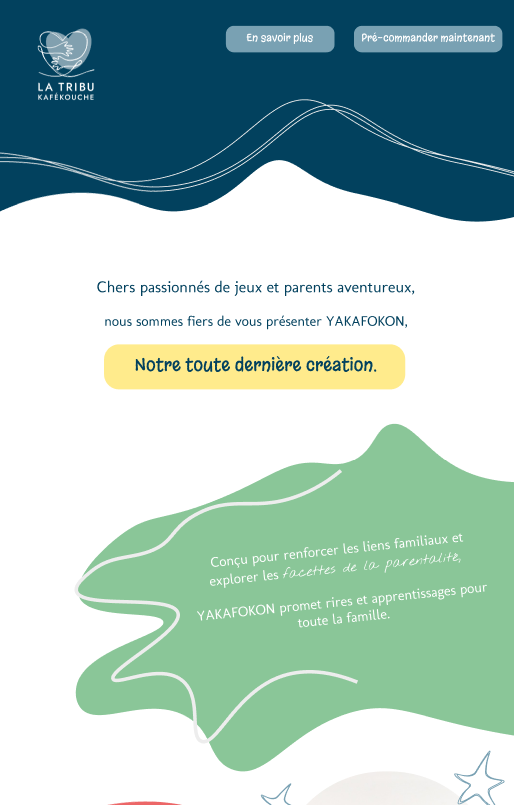 En savoir plus
Pré-commander maintenant
LA TRIBU
KAFÉKOUCHE
Chers passionnés de jeux et parents aventureux,
nous sommes fiers de vous présenter YAKAFOKON,
Notre toute dernière création.
Conçu pour renforcer les liens familiaux et
explorer les facettes de la parentalité,
YAKAFOKON promet rires et apprentissages pour
toute la famille.